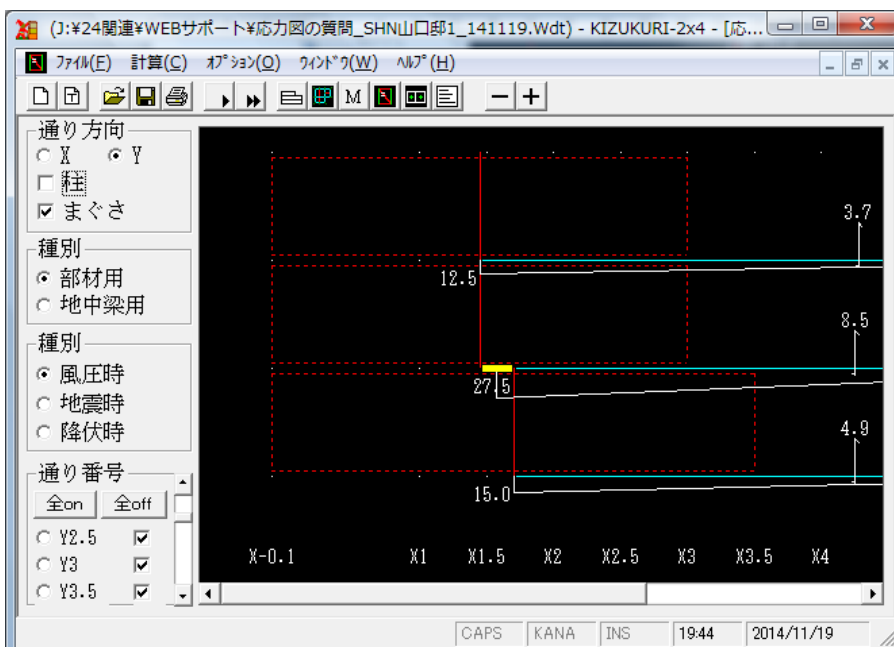 (J:¥24関連¥WEBサポート¥応力図の質問_SHN山口邸1_141119.Wdt) - KIZUKURI-2x4 - [応...
ﾌｧｲﾙ(F) 計算(C) ｵﾌﾟｼｮﾝ(O) ｳｨﾝﾄﾞｳ(W) ﾍﾙﾌﾟ(H)
M
通り方向
X Y
柱
まぐさ
種別
部材用
地中梁用
種別
風圧時
地震時
降伏時
通り番号
全on 全off
Y2.5
Y3
Y3.5
3.7
12.5
8.5
27.5
4.9
15.0
X-0.1 X1 X1.5 X2 X2.5 X3 X3.5 X4
CAPS KANA INS 19:44 2014/11/19